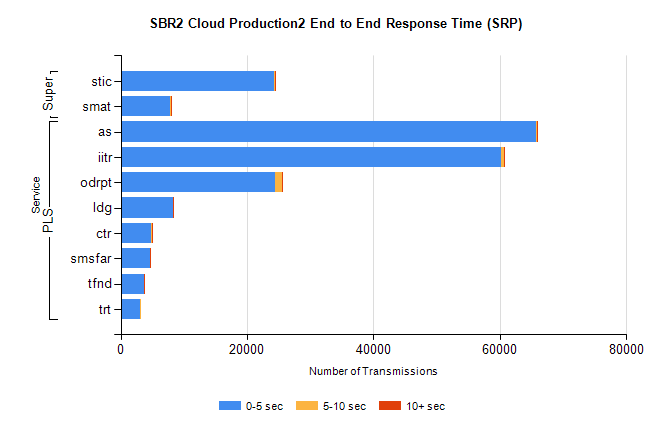 SBR2 Cloud Production2 End to End Response Time (SRP)
Super
stic
smat
Service
PLS
as
iitr
odrpt
ldg
ctr
smsfar
tfnd
trt
0 20000 40000 60000 80000
Number of Transmissions
0-5 sec 5-10 sec 10+ sec